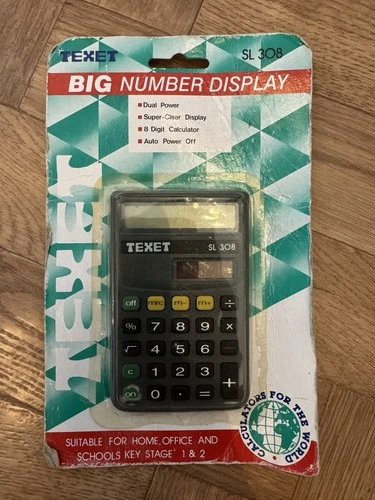 TEXET SL 308
BIG NUMBER DISPLAY
Dual Power
Super-Clear Display
8 Digit Calculator
Auto Power Off
TEXET
TEXET SL 308
off MRC M- M+ ÷
% 7 8 9 ×
√ 4 5 6 −
C 1 2 3 +
on 0 . =
CALCULATORS FOR THE WORLD
SUITABLE FOR HOME, OFFICE AND
SCHOOLS KEY STAGE' 1 & 2